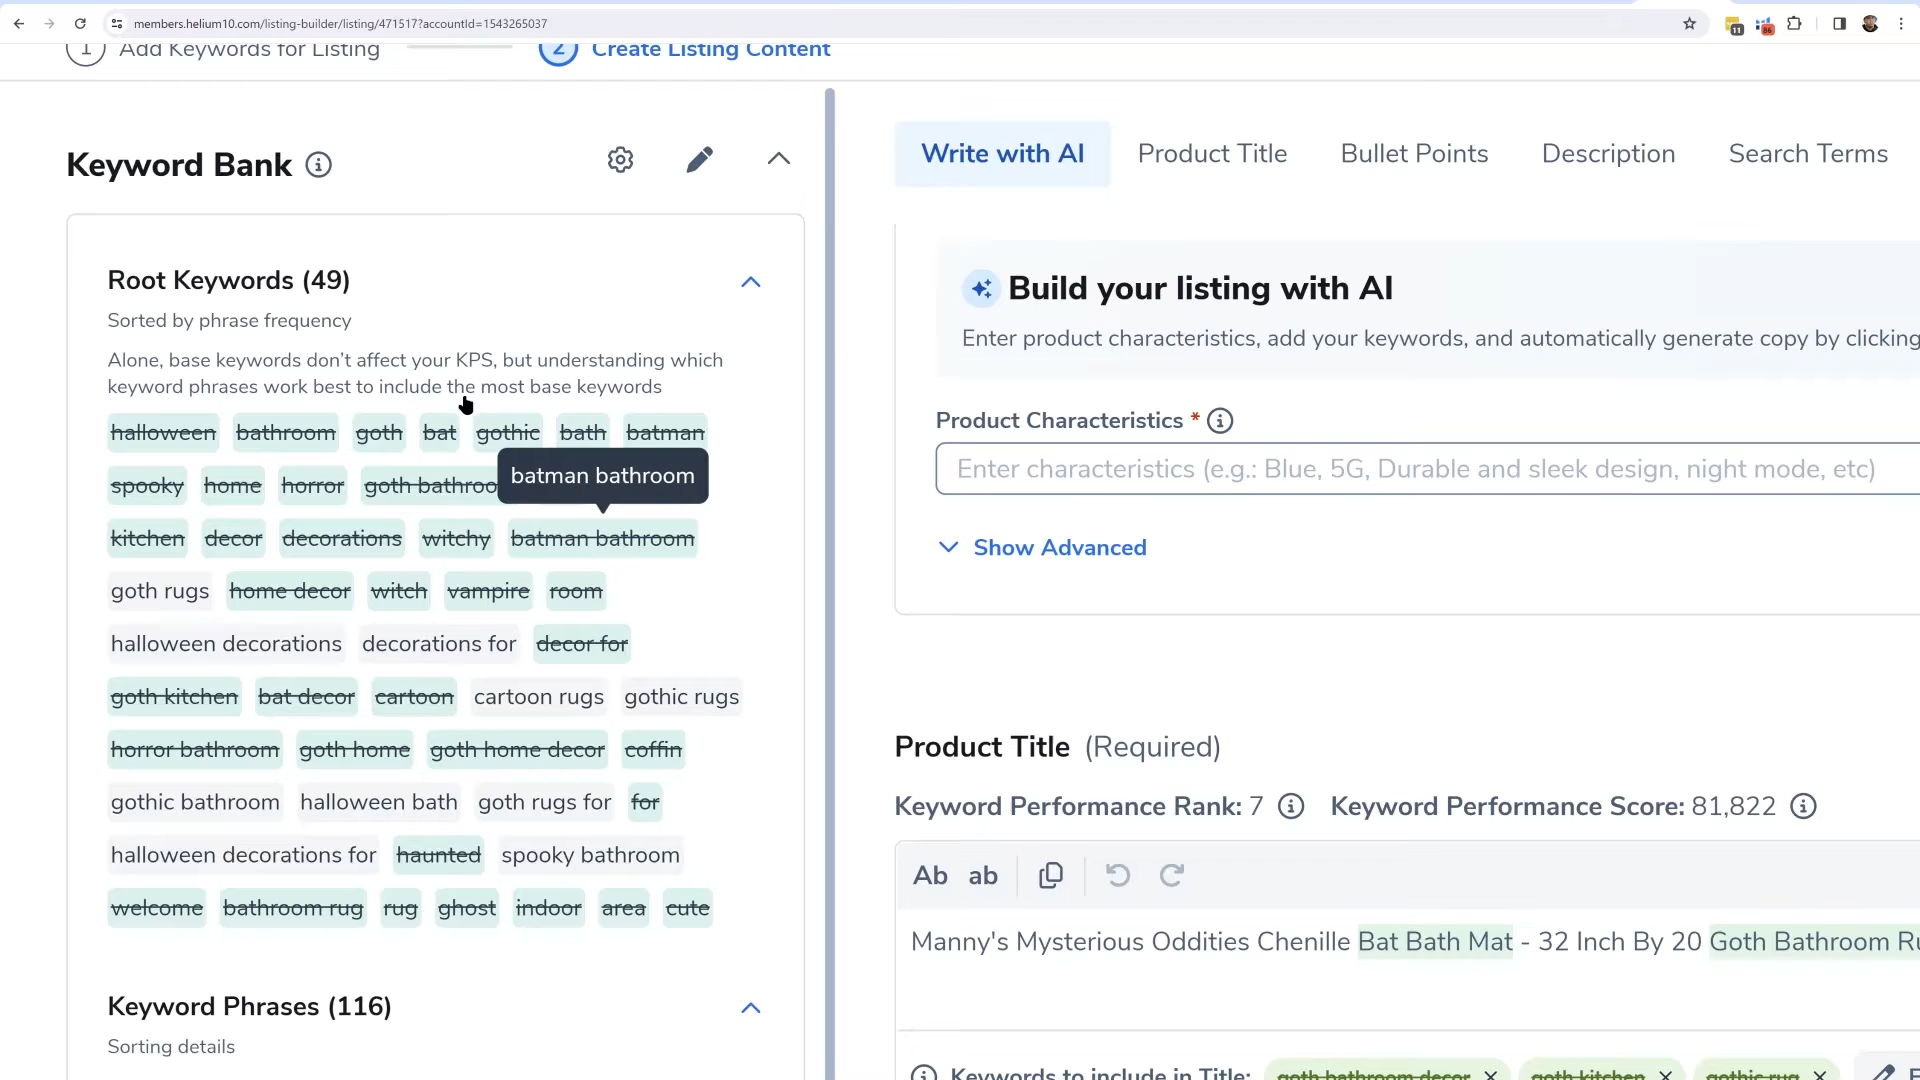 members.helium10.com/listing-builder/listing/471517?accountId=1543265037
11
86
1 Add Keywords for Listing
2 Create Listing Content
Keyword Bank
Root Keywords (49)
Sorted by phrase frequency
Alone, base keywords don't affect your KPS, but understanding which
keyword phrases work best to include the most base keywords
halloween bathroom goth bat gothic bath batman
spooky home horror goth bathroo
batman bathroom
kitchen decor decorations witchy batman bathroom
goth rugs home decor witch vampire room
halloween decorations decorations for decor for
goth kitchen bat decor cartoon cartoon rugs gothic rugs
horror bathroom goth home goth home decor coffin
gothic bathroom halloween bath goth rugs for for
halloween decorations for haunted spooky bathroom
welcome bathroom rug rug ghost indoor area cute
Keyword Phrases (116)
Sorting details
Write with AI Product Title Bullet Points Description Search Terms
Build your listing with AI
Enter product characteristics, add your keywords, and automatically generate copy by clicking
Product Characteristics *
Enter characteristics (e.g.: Blue, 5G, Durable and sleek design, night mode, etc)
Show Advanced
Product Title (Required)
Keyword Performance Rank: 7 Keyword Performance Score: 81,822
Ab ab
Manny's Mysterious Oddities Chenille Bat Bath Mat - 32 Inch By 20 Goth Bathroom Ru
Keywords to include in Title: goth bathroom decor goth kitchen gothic rug